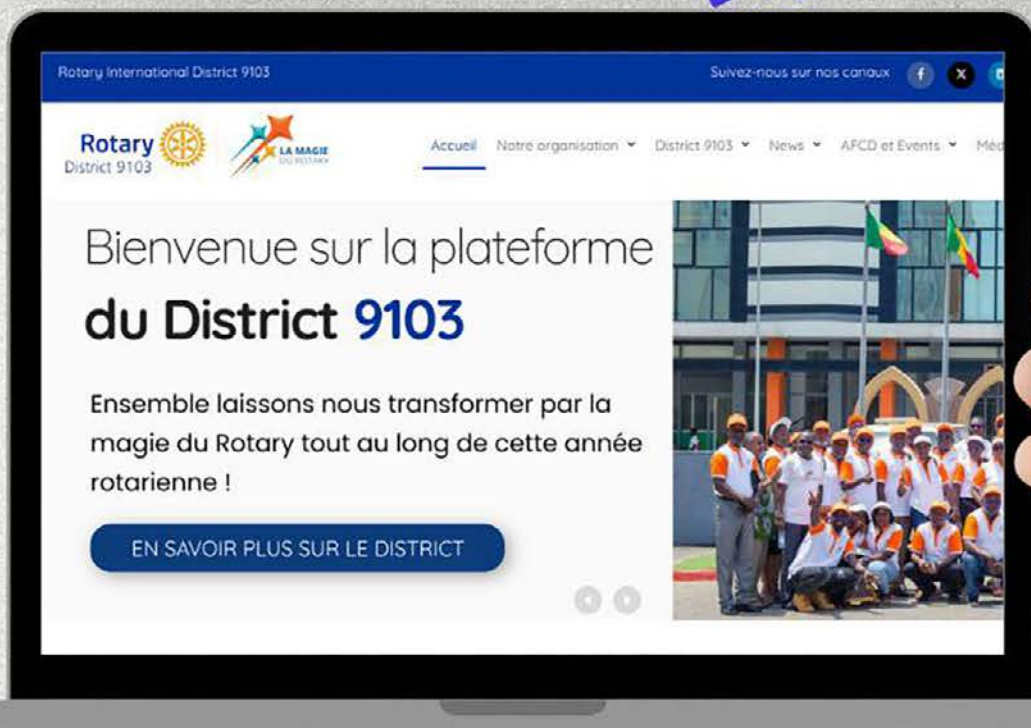 Rotary International District 9103
Suivez-nous sur nos canaux
Rotary
District 9103
LA MAGIE
DU ROTARY
Accueil Notre organisation District 9103 News AFCD et Events
Bienvenue sur la plateforme
du District 9103
Ensemble laissons nous transformer par la
magie du Rotary tout au long de cette année
rotarienne !
EN SAVOIR PLUS SUR LE DISTRICT